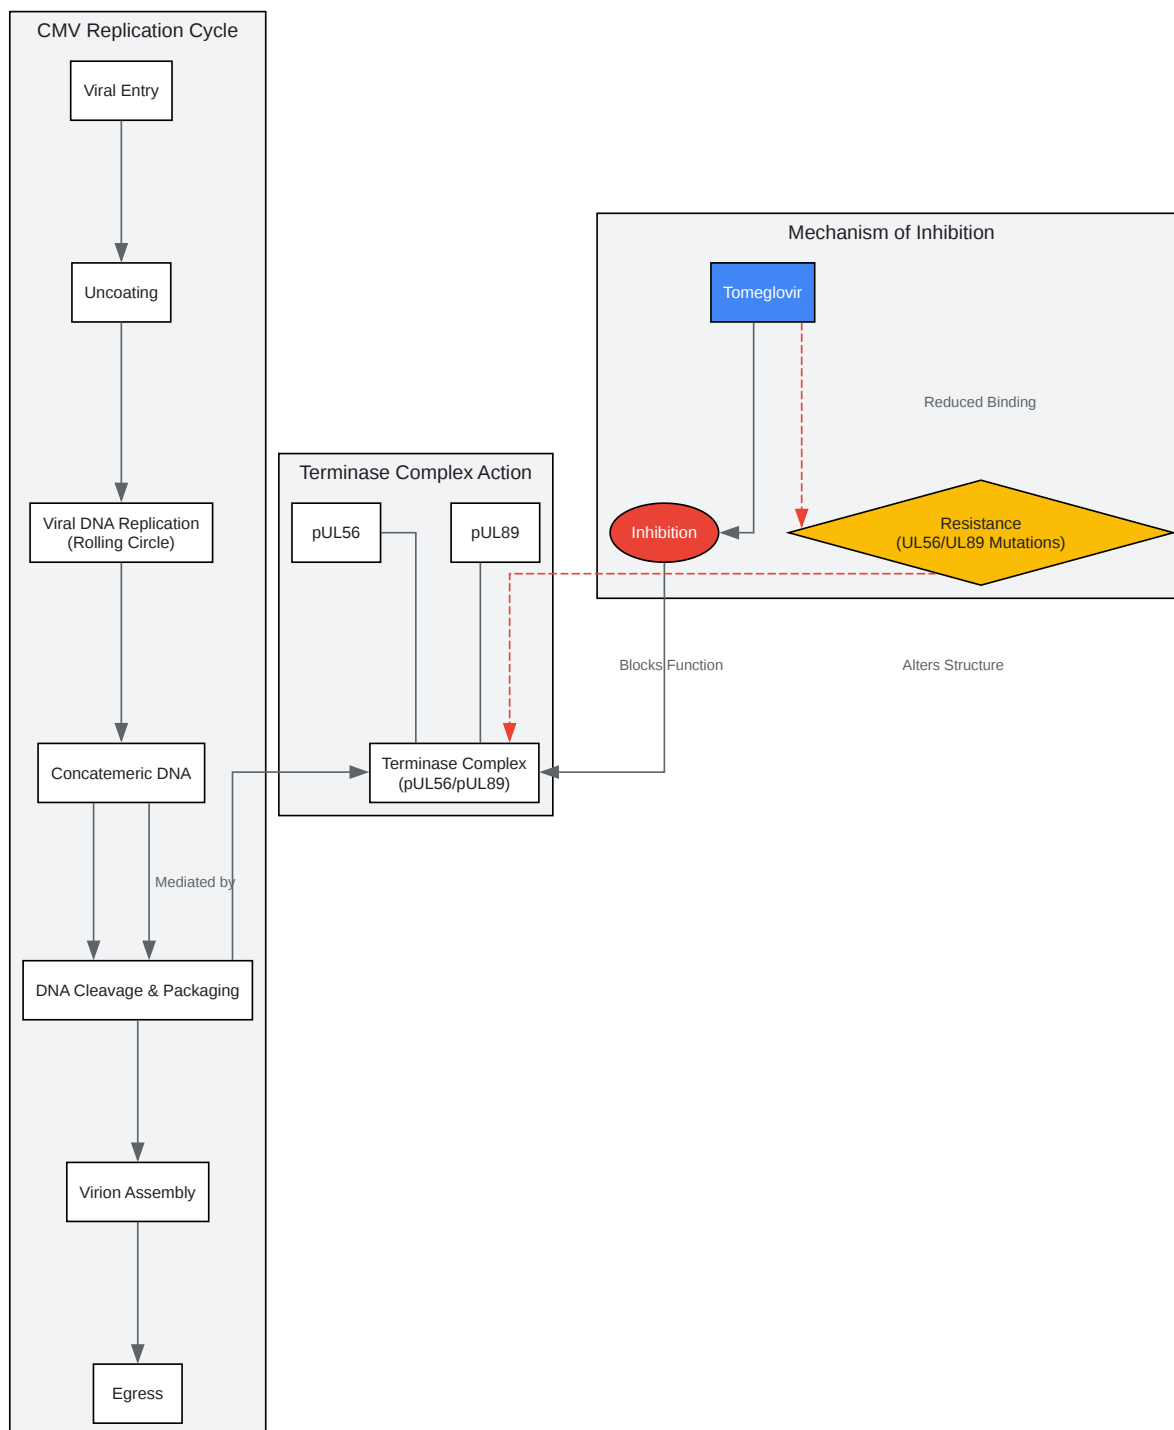 CMV Replication Cycle
Viral Entry
Uncoating
Viral DNA Replication
(Rolling Circle)
Concatemeric DNA
Mediated by
DNA Cleavage & Packaging
Virion Assembly
Egress
Terminase Complex Action
pUL56
pUL89
Terminase Complex
(pUL56/pUL89)
Mechanism of Inhibition
Tomeglovir
Reduced Binding
Inhibition
Resistance
(UL56/UL89 Mutations)
Blocks Function
Alters Structure